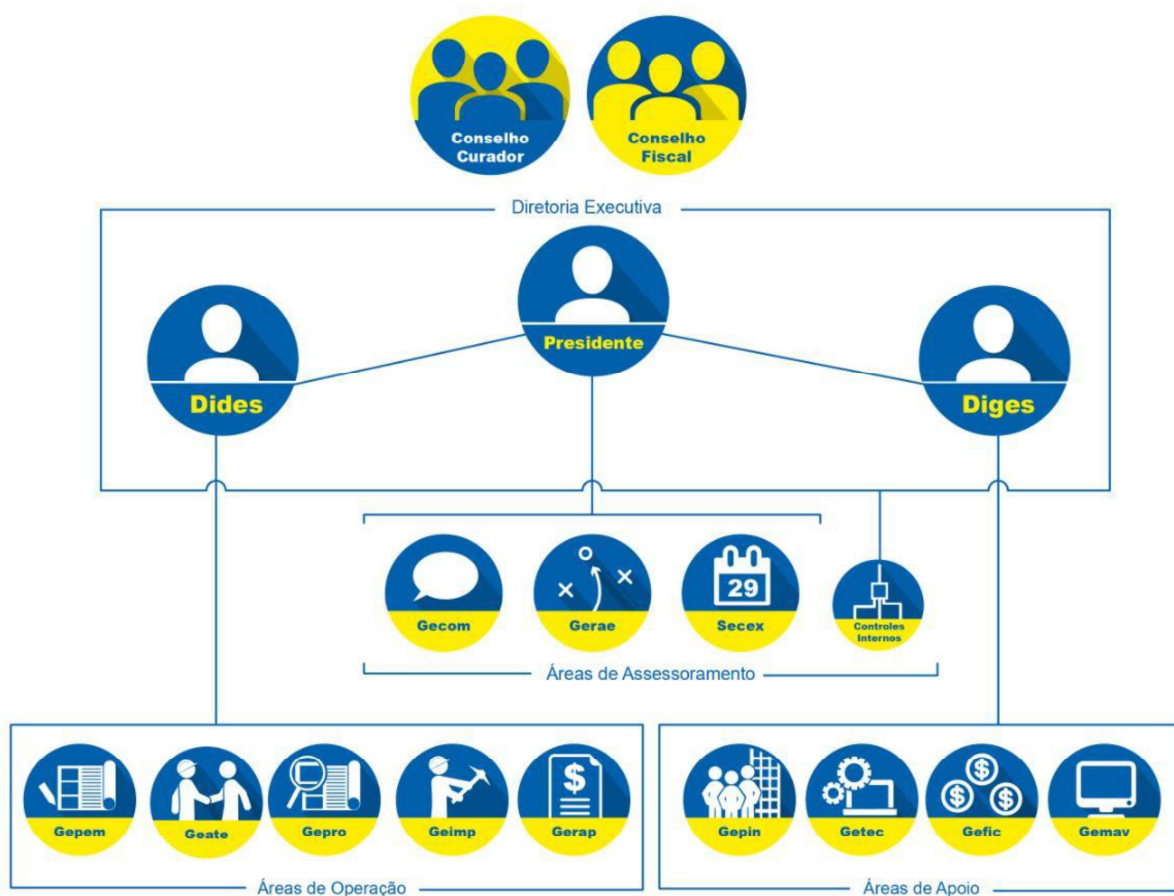 Conselho
Curador
Conselho
Fiscal
Diretoria Executiva
Presidente
Dides
Diges
29
Gecom
Gerae
Secex
Controles
Internos
Áreas de Assessoramento
$
$
$
$
Gepem
Geate
Gepro
Geimp
Gerap
Gepin
Getec
Gefic
Gemav
Áreas de Operação
Áreas de Apoio